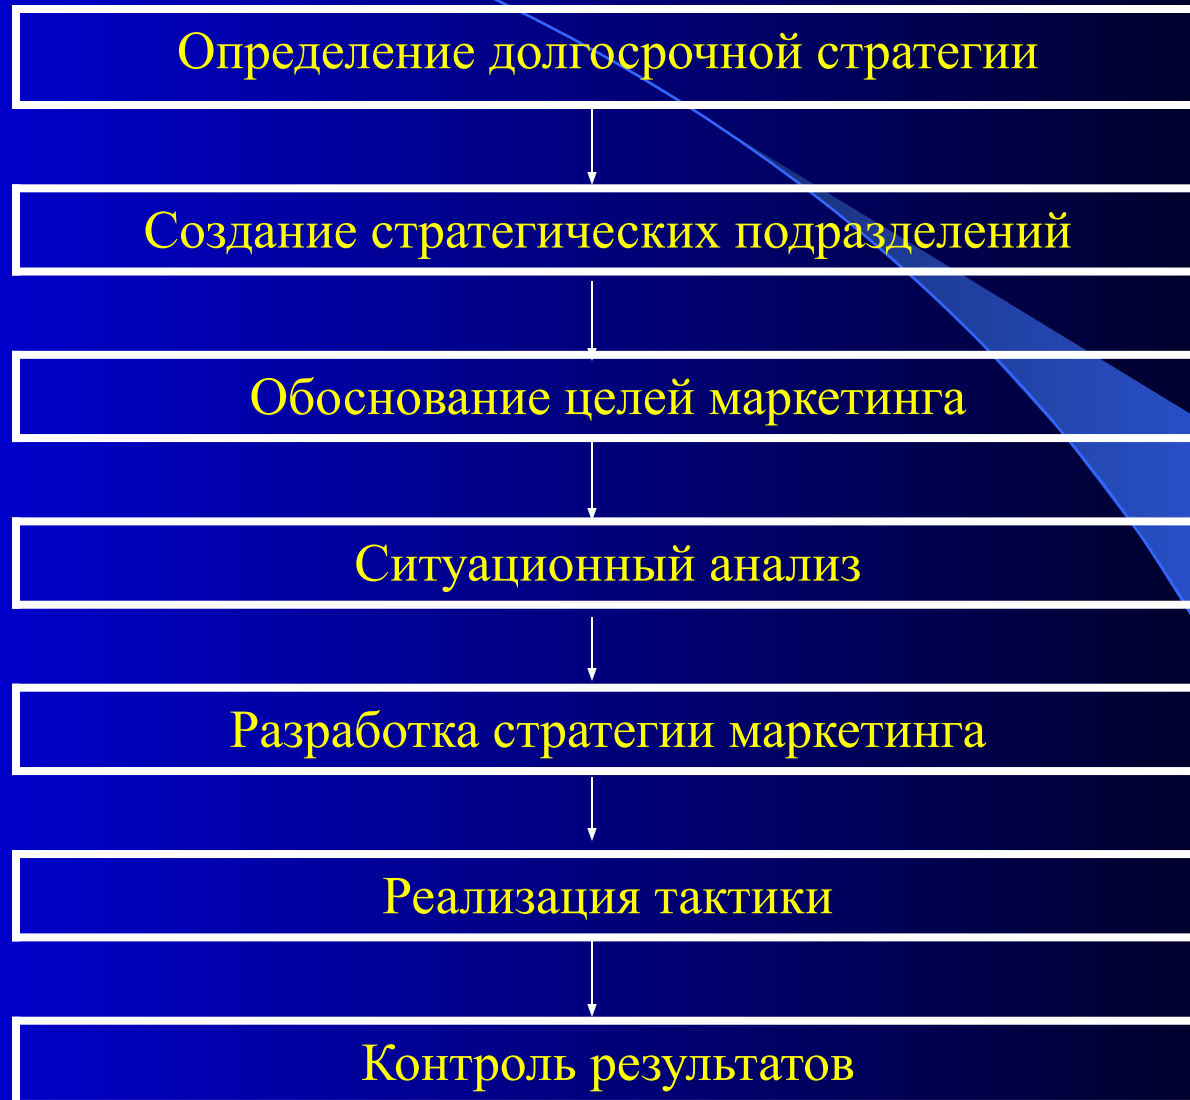 Определение долгосрочной стратегии
Создание стратегических подразделений
Обоснование целей маркетинга
Ситуационный анализ
Разработка стратегии маркетинга
Реализация тактики
Контроль результатов